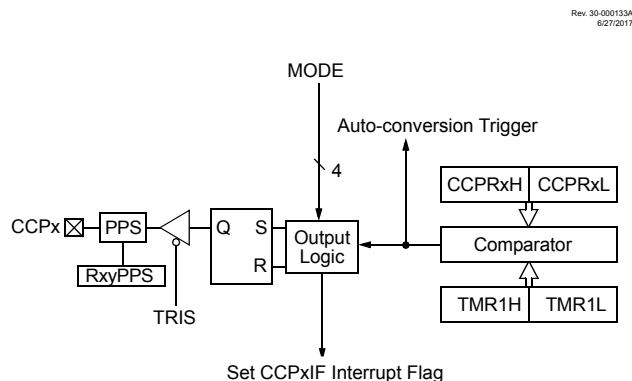 Rev. 30-000133A
6/27/2017
MODE
Auto-conversion Trigger
4
CCPRxH CCPRxL
CCPx PPS Q S Output Logic Comparator
R
RxyPPS
TRIS
TMR1H TMR1L
Set CCPxIF Interrupt Flag